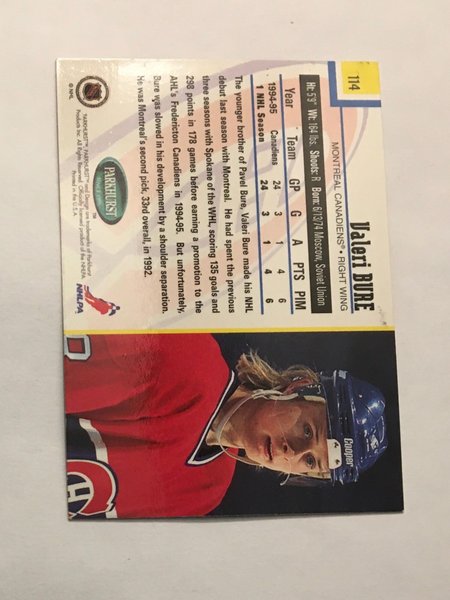 114
Valeri BURE
MONTREAL CANADIENS • RIGHT WING
Ht: 5'9" Wt: 164 lbs. Shoots: R Born: 6/13/74 Moscow, Soviet Union
Year Team GP G A PTS PIM
1994-95 Canadiens 24 3 1 4 6
1 NHL Season 24 3 1 4 6
The younger brother of Pavel Bure, Valeri Bure made his NHL
debut last season with Montreal. He had spent the previous
three seasons with Spokane of the WHL, scoring 135 goals and
298 points in 178 games before earning a promotion to the
AHL's Fredericton Canadiens in 1994-95. But unfortunately,
Bure was slowed in his development by a shoulder separation.
He was Montreal's second pick, 33rd overall, in 1992.
NHL
© NHL
PARKHURST
NHLPA
Cooper